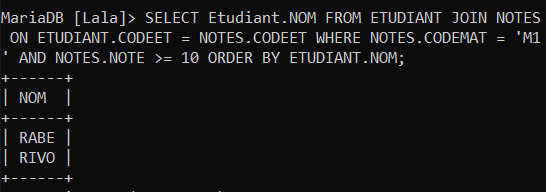 MariaDB [Lala]> SELECT Etudiant.NOM FROM ETUDIANT JOIN NOTES
 ON ETUDIANT.CODEET = NOTES.CODEET WHERE NOTES.CODEMAT = 'M1
' AND NOTES.NOTE >= 10 ORDER BY ETUDIANT.NOM;
+------+
| NOM  |
+------+
| RABE |
| RIVO |
+------+